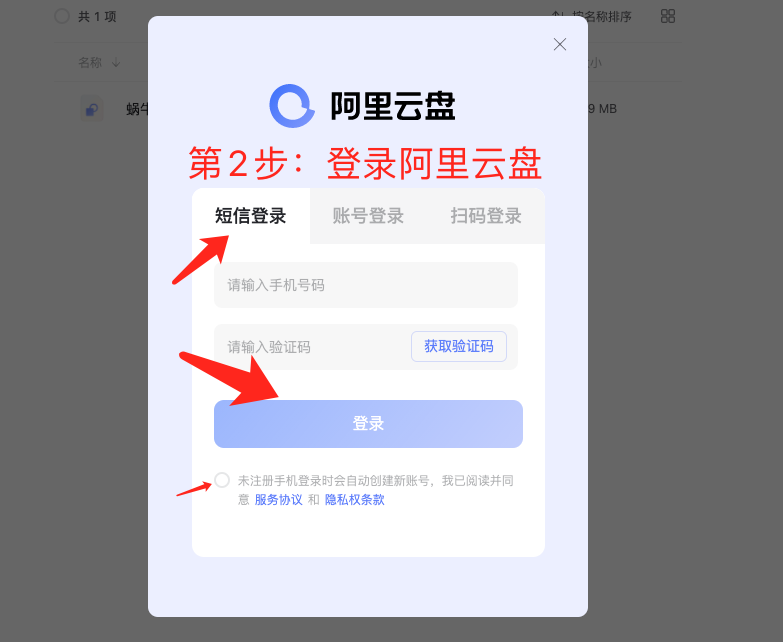 共 1 项
按名称排序
名称
小
蜗牛
9 MB
阿里云盘
第2步：登录阿里云盘
短信登录 账号登录 扫码登录
请输入手机号码
请输入验证码 获取验证码
登录
未注册手机登录时会自动创建新账号，我已阅读并同
意 服务协议 和 隐私权条款